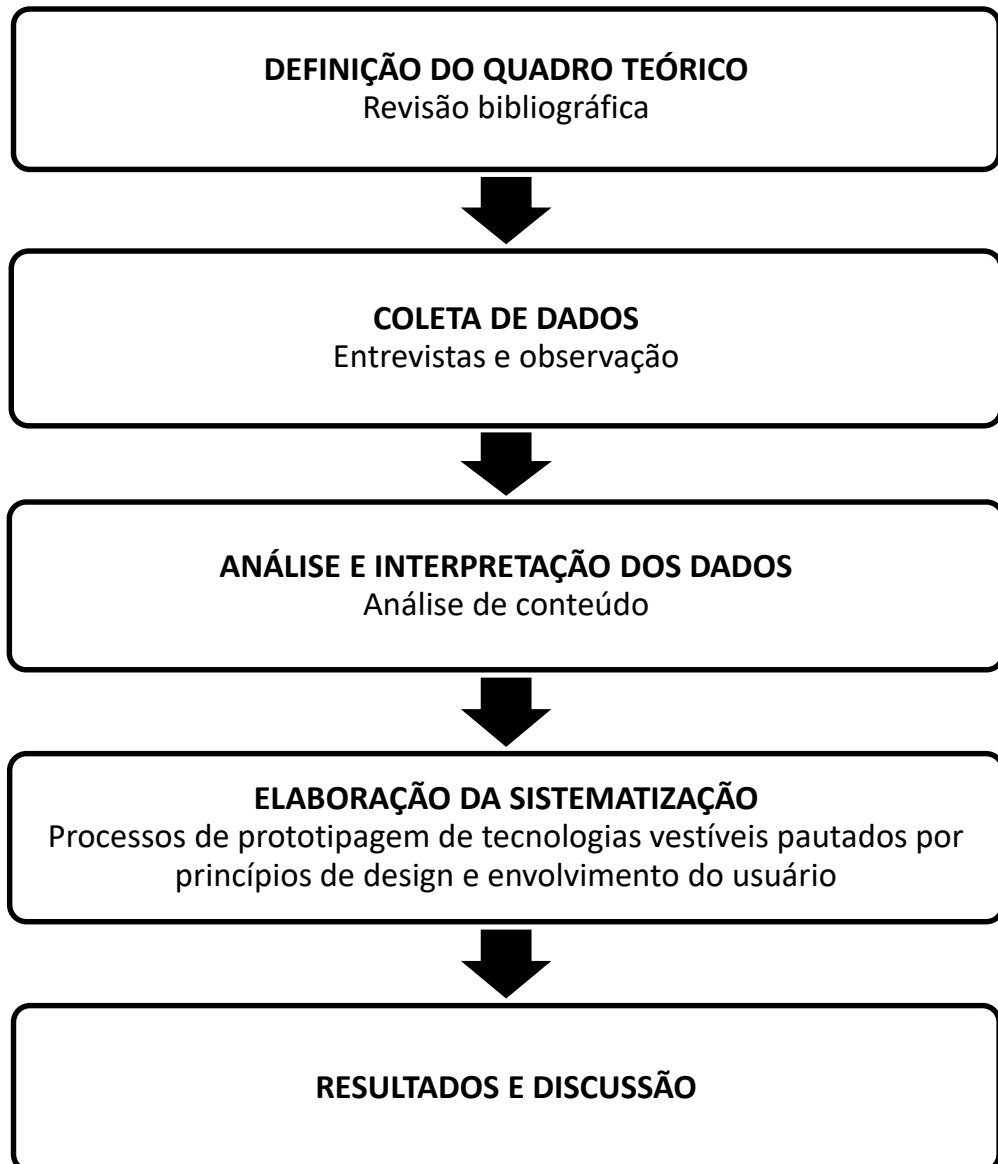 DEFINIÇÃO DO QUADRO TEÓRICO
Revisão bibliográfica
COLETA DE DADOS
Entrevistas e observação
ANÁLISE E INTERPRETAÇÃO DOS DADOS
Análise de conteúdo
ELABORAÇÃO DA SISTEMATIZAÇÃO
Processos de prototipagem de tecnologias vestíveis pautados por
princípios de design e envolvimento do usuário
RESULTADOS E DISCUSSÃO